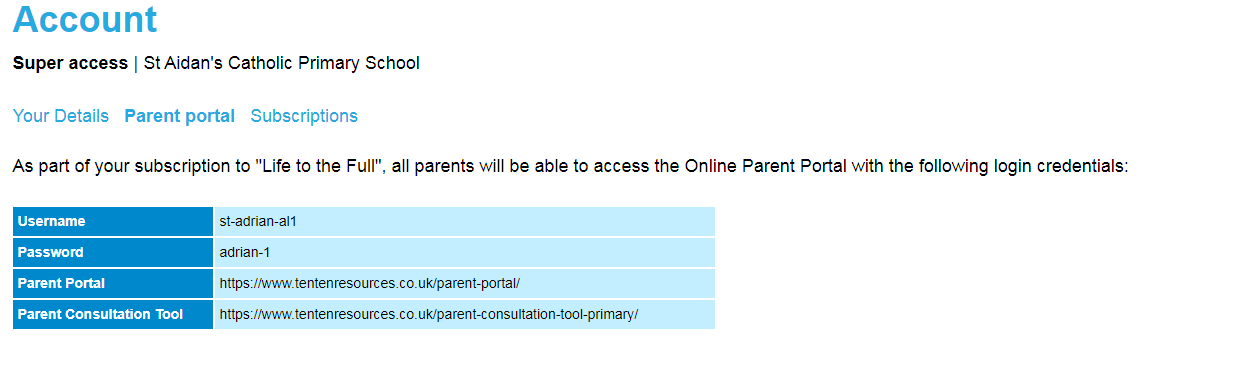 Account
Super access | St Aidan's Catholic Primary School
Your Details Parent portal Subscriptions
As part of your subscription to "Life to the Full", all parents will be able to access the Online Parent Portal with the following login credentials:
Username st-adrian-al1
Password adrian-1
Parent Portal https://www.tentenresources.co.uk/parent-portal/
Parent Consultation Tool https://www.tentenresources.co.uk/parent-consultation-tool-primary/